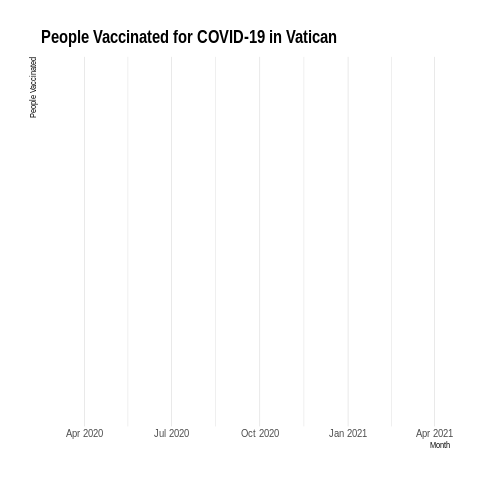 People Vaccinated for COVID-19 in Vatican
People Vaccinated
Apr 2020
Jul 2020
Oct 2020
Jan 2021
Apr 2021
Month